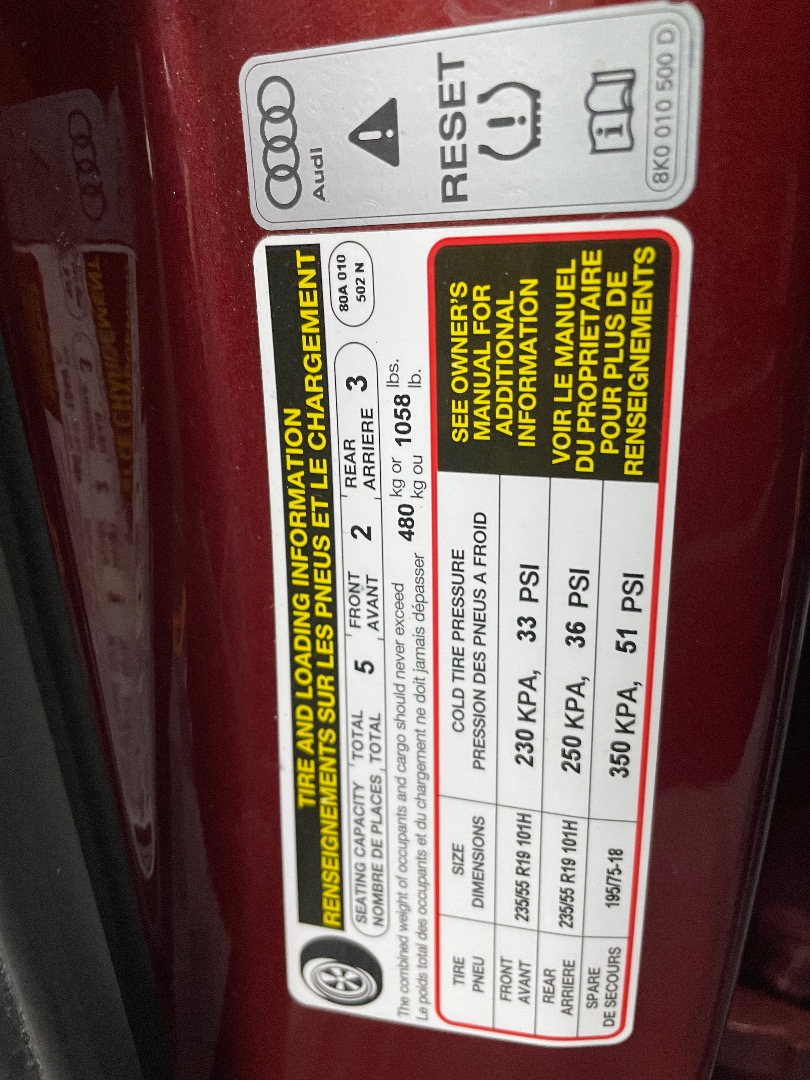 TIRE AND LOADING INFORMATION
RENSEIGNEMENTS SUR LES PNEUS ET LE CHARGEMENT
SEATING CAPACITY TOTAL 5 FRONT 2 REAR 3
NOMBRE DE PLACES TOTAL AVANT ARRIERE
80A 010
502 N
The combined weight of occupants and cargo should never exceed 480 kg or 1058 lbs.
Le poids total des occupants et du chargement ne doit jamais dépasser kg ou lb.
TIRE SIZE COLD TIRE PRESSURE
PNEU DIMENSIONS PRESSION DES PNEUS A FROID
FRONT
AVANT 235/55 R19 101H 230 KPA, 33 PSI
REAR
ARRIERE 235/55 R19 101H 250 KPA, 36 PSI
SPARE
DE SECOURS 195/75-18 350 KPA, 51 PSI
SEE OWNER'S
MANUAL FOR
ADDITIONAL
INFORMATION
VOIR LE MANUEL
DU PROPRIETAIRE
POUR PLUS DE
RENSEIGNEMENTS
Audi
RESET
8K0 010 500 D